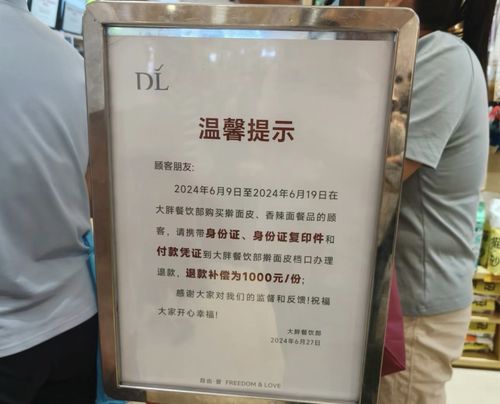 DL
温馨提示
顾客朋友:
2024年6月9日至2024年6月19日在
大胖餐饮部购买擀面皮、香辣面餐品的顾
客，请携带身份证、身份证复印件和
付款凭证到大胖餐饮部擀面皮档口办理
退款，退款补偿为1000元/份;
感谢大家对我们的监督和反馈!祝福
大家开心幸福!
大胖餐饮部
2024年6月27日
自由·爱 FREEDOM & LOVE